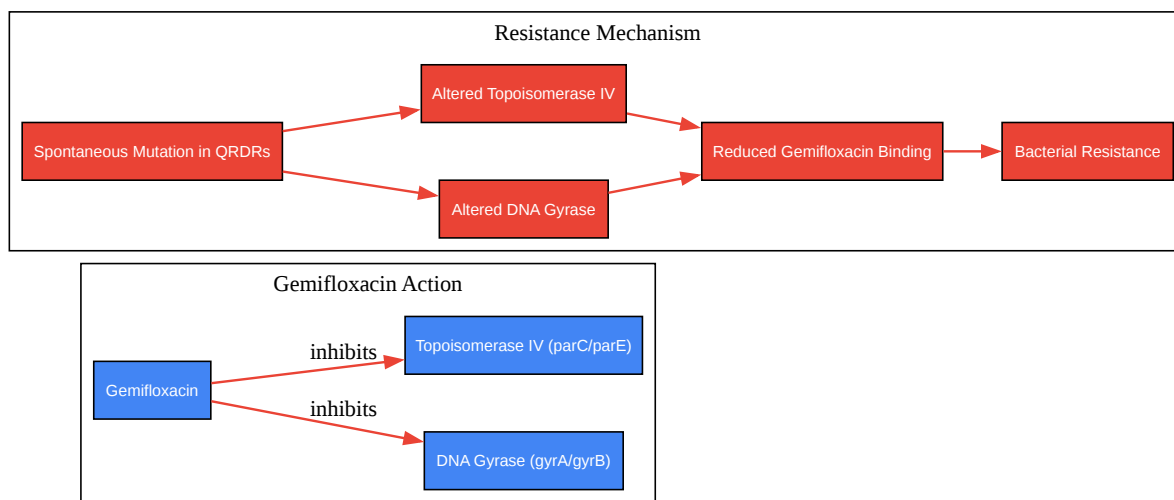 Resistance Mechanism
Altered Topoisomerase IV
Spontaneous Mutation in QRDRs
Reduced Gemifloxacin Binding
Bacterial Resistance
Altered DNA Gyrase
Gemifloxacin Action
Topoisomerase IV (parC/parE)
inhibits
Gemifloxacin
inhibits
DNA Gyrase (gyrA/gyrB)